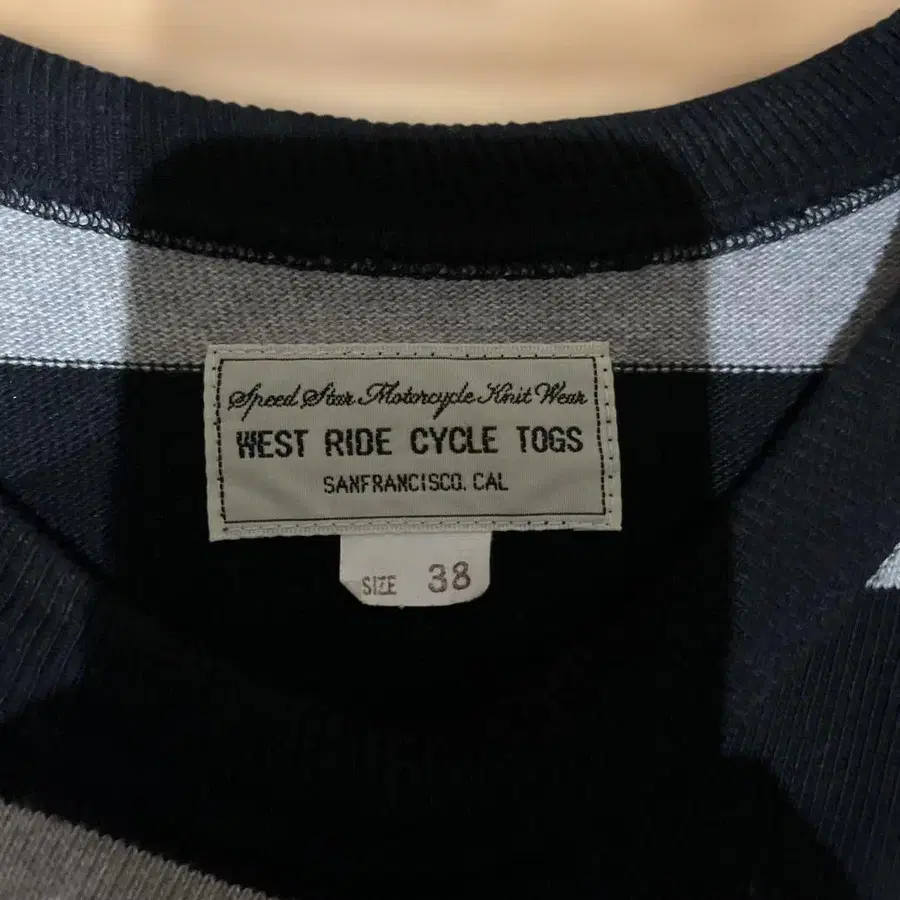 Speed Star Motorcycle Knit Wear
WEST RIDE CYCLE TOGS
SANFRANCISCO. CAL
SIZE 38